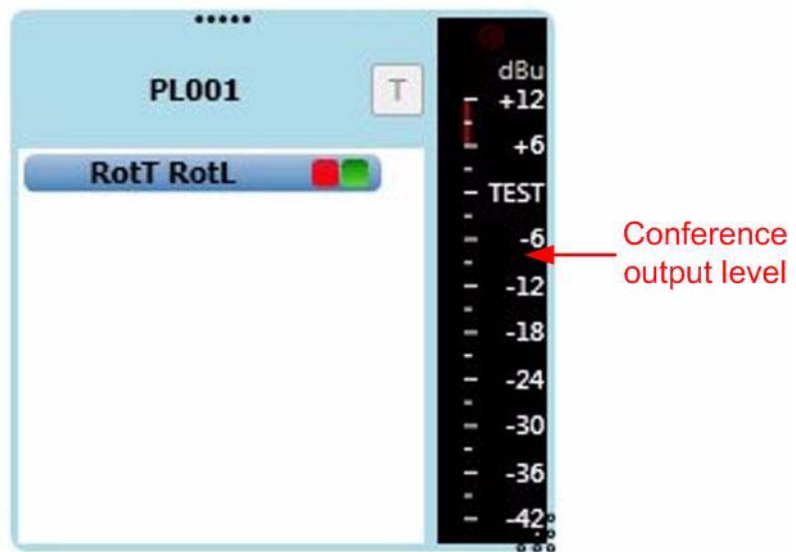 PL001
T
RotT RotL
dBu
+12
+6
TEST
-6
-12
-18
-24
-30
-36
-42
Conference
output level